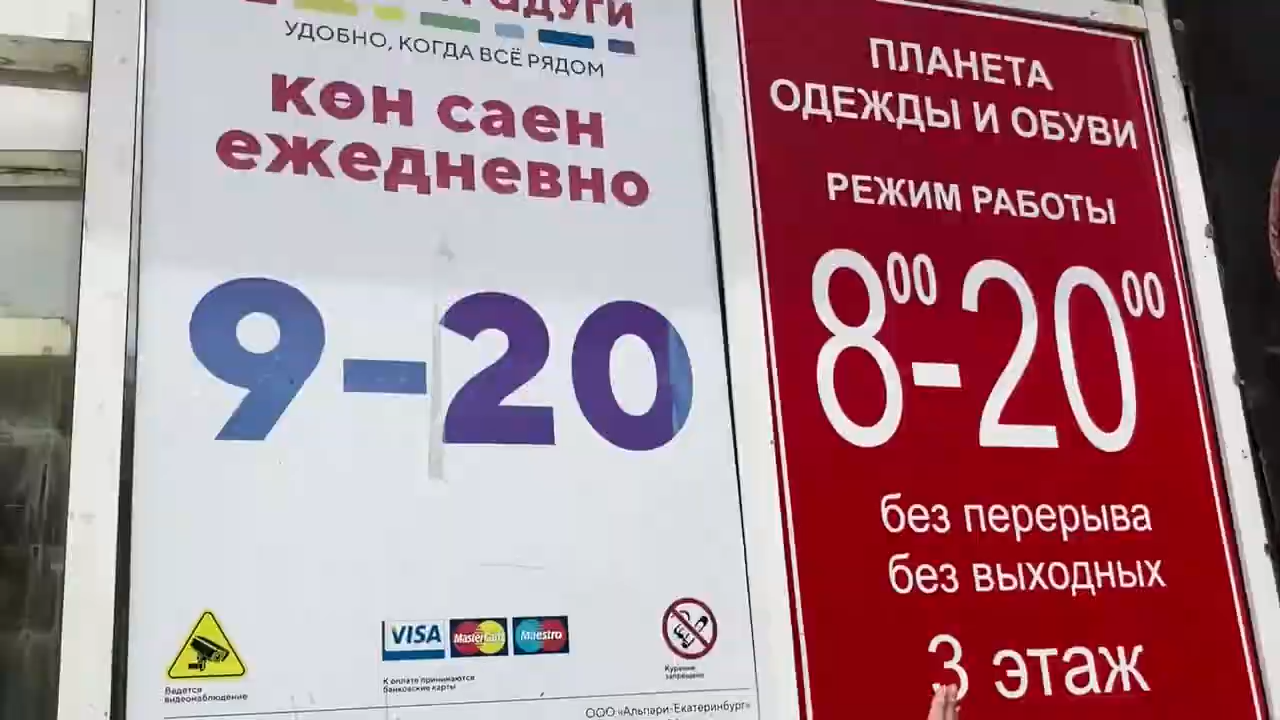 РАДУГИ
УДОБНО, КОГДА ВСЁ РЯДОМ
көн саен
ежедневно
9-20
Ведется
видеонаблюдение
VISA
MasterCard
Maestro
К оплате принимаются
банковские карты
Курение
запрещено
ООО «Альпари-Екатеринбург»
ПЛАНЕТА
ОДЕЖДЫ И ОБУВИ
РЕЖИМ РАБОТЫ
8⁰⁰-20⁰⁰
без перерыва
без выходных
3 этаж